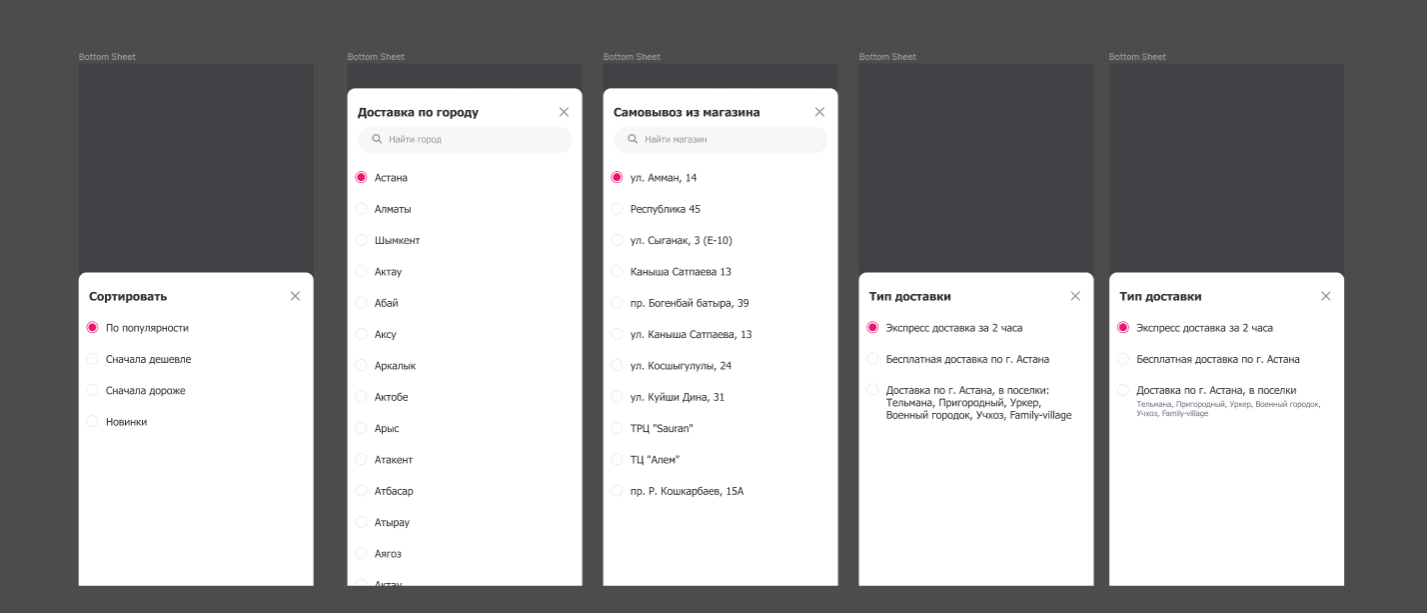 Bottom Sheet
Сортировать
По популярности
Сначала дешевле
Сначала дороже
Новинки
Bottom Sheet
Доставка по городу
Найти город
Астана
Алматы
Шымкент
Актау
Абай
Аксу
Аркалык
Актобе
Арыс
Атакент
Атбасар
Атырау
Аягоз
Актау
Bottom Sheet
Самовывоз из магазина
Найти магазин
ул. Амман, 14
Республика 45
ул. Сыганак, 3 (Е-10)
Каныша Сатпаева 13
пр. Богенбай батыра, 39
ул. Каныша Сатпаева, 13
ул. Косшыгулулы, 24
ул. Куйши Дина, 31
ТРЦ "Sauran"
ТЦ "Алем"
пр. Р. Кошкарбаев, 15А
Bottom Sheet
Тип доставки
Экспресс доставка за 2 часа
Бесплатная доставка по г. Астана
Доставка по г. Астана, в поселки:
Тельмана, Пригородный, Уркер,
Военный городок, Учхоз, Family-village
Bottom Sheet
Тип доставки
Экспресс доставка за 2 часа
Бесплатная доставка по г. Астана
Доставка по г. Астана, в поселки
Тельмана, Пригородный, Уркер, Военный городок,
Учхоз, Family-village